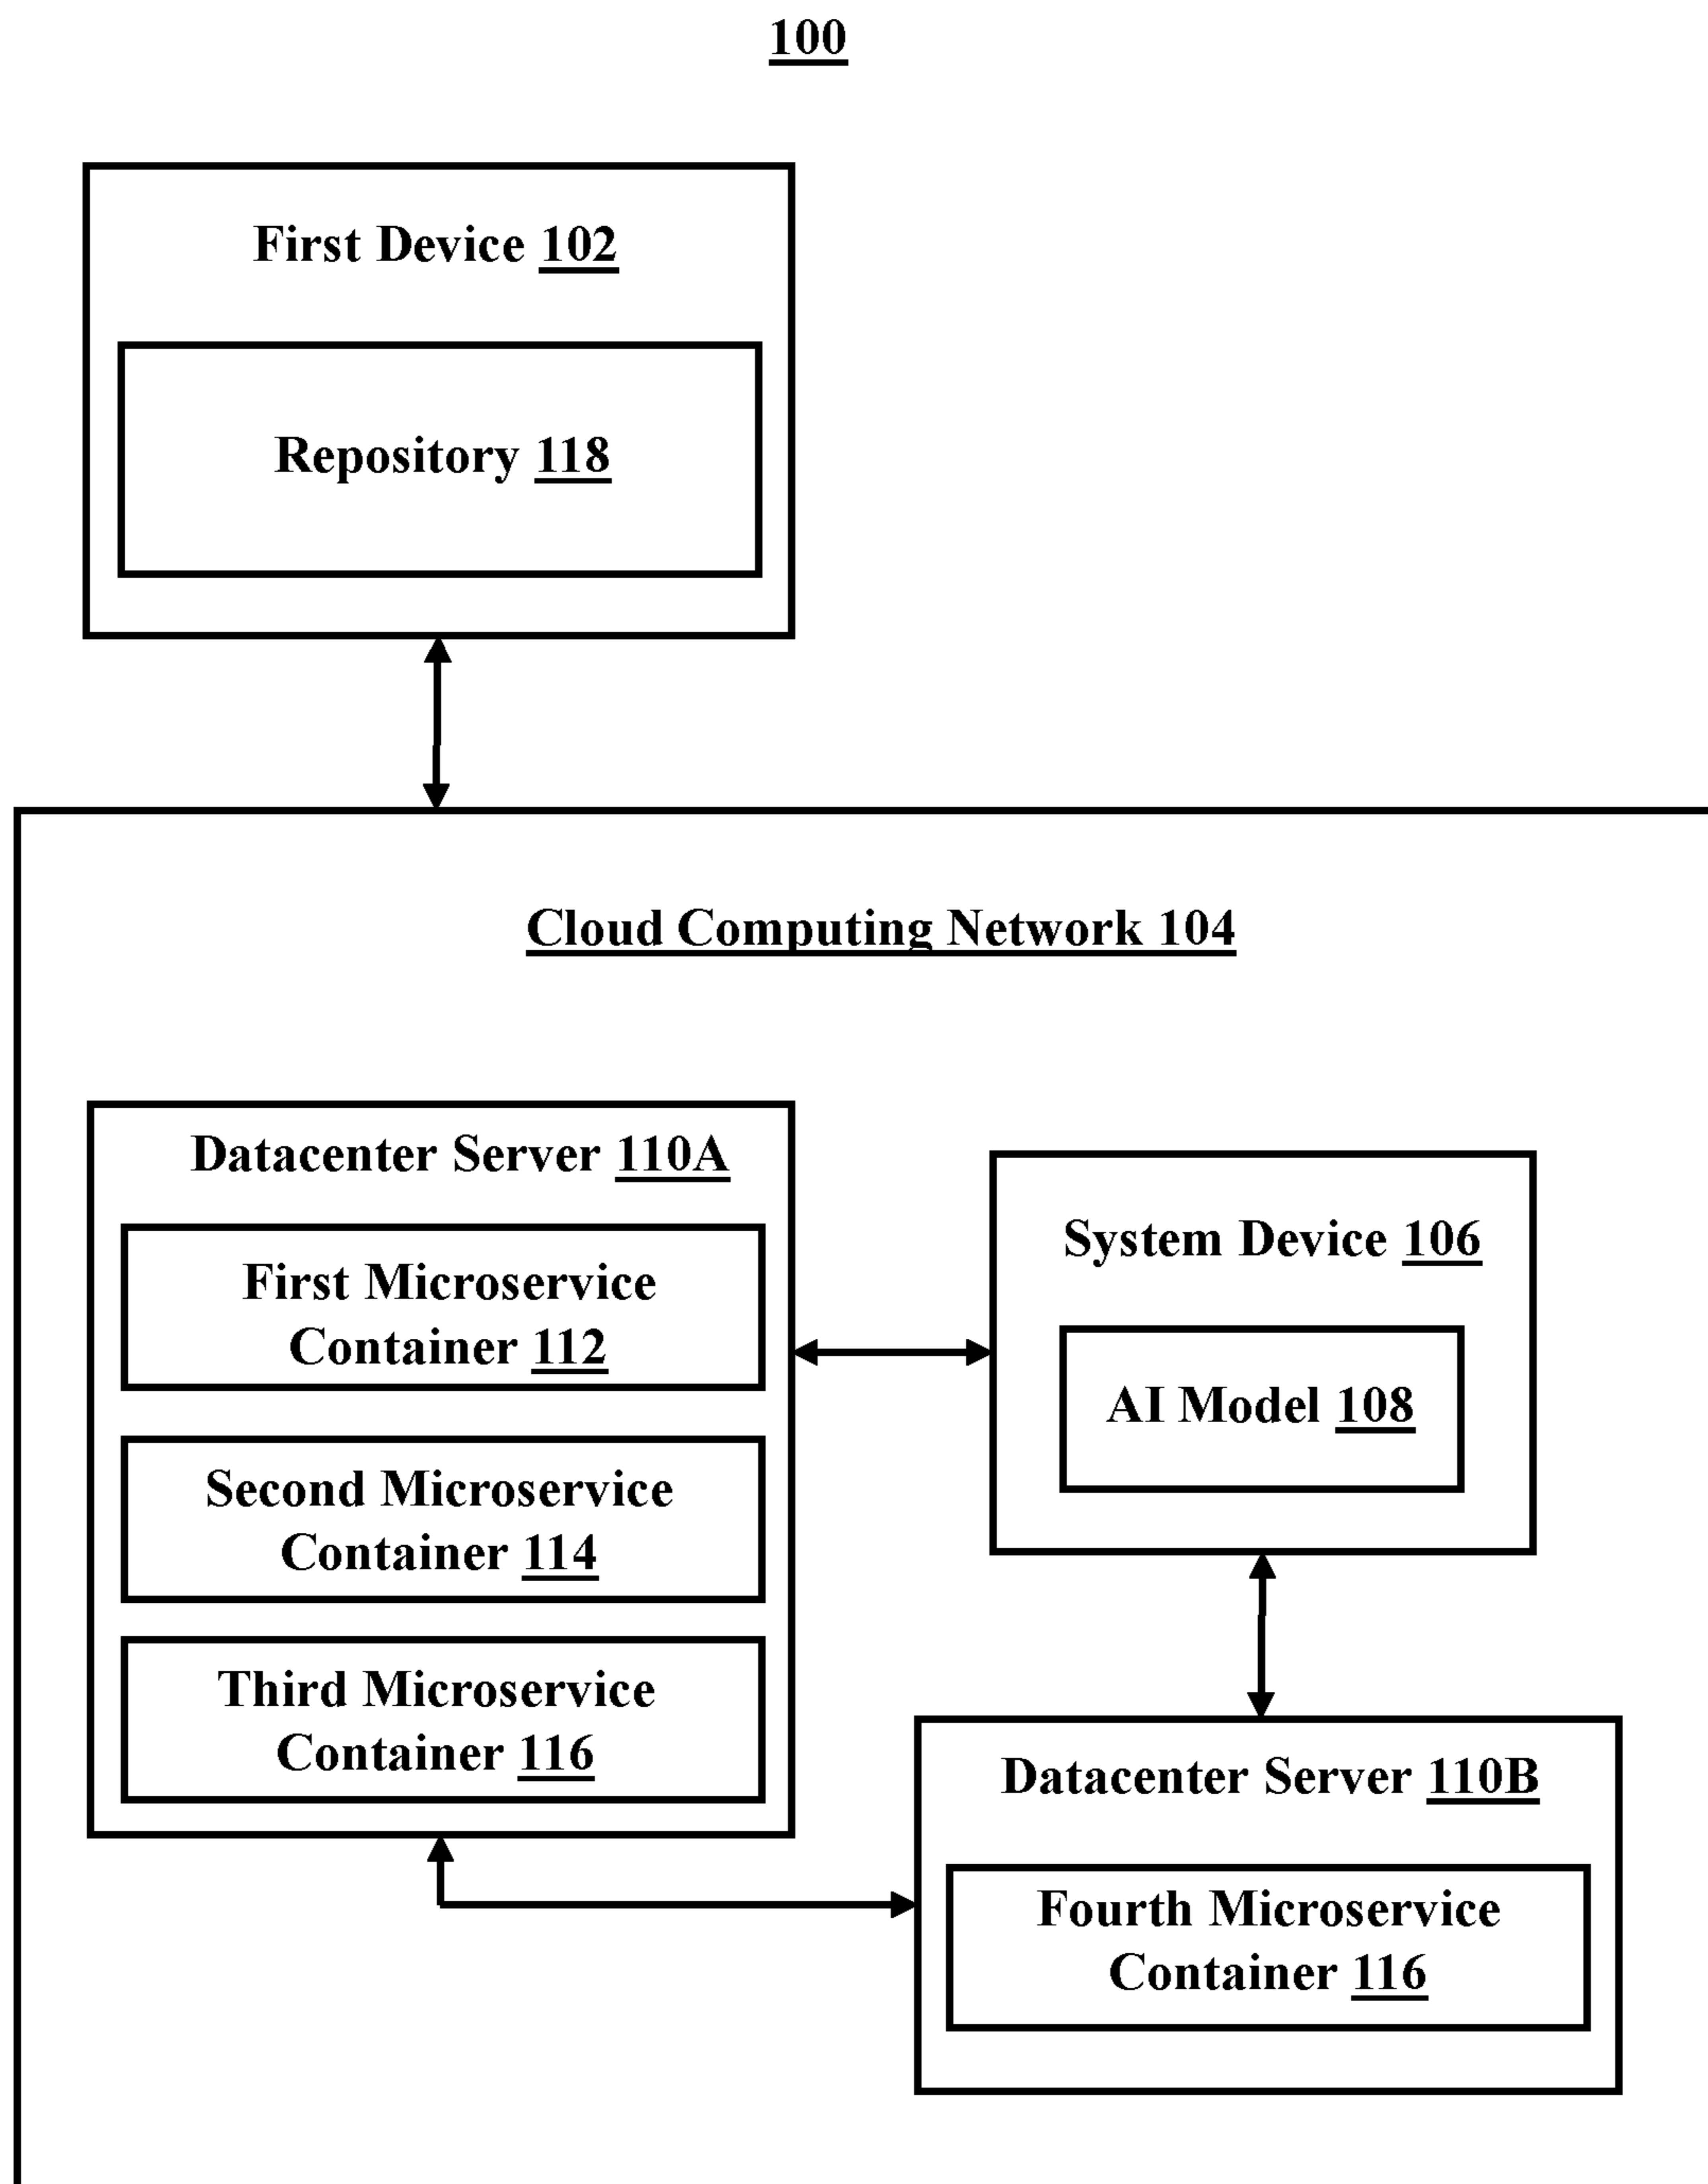 100
First Device 102
Repository 118
Cloud Computing Network 104
Datacenter Server 110A
First Microservice
Container 112
Second Microservice
Container 114
Third Microservice
Container 116
System Device 106
AI Model 108
Datacenter Server 110B
Fourth Microservice
Container 116